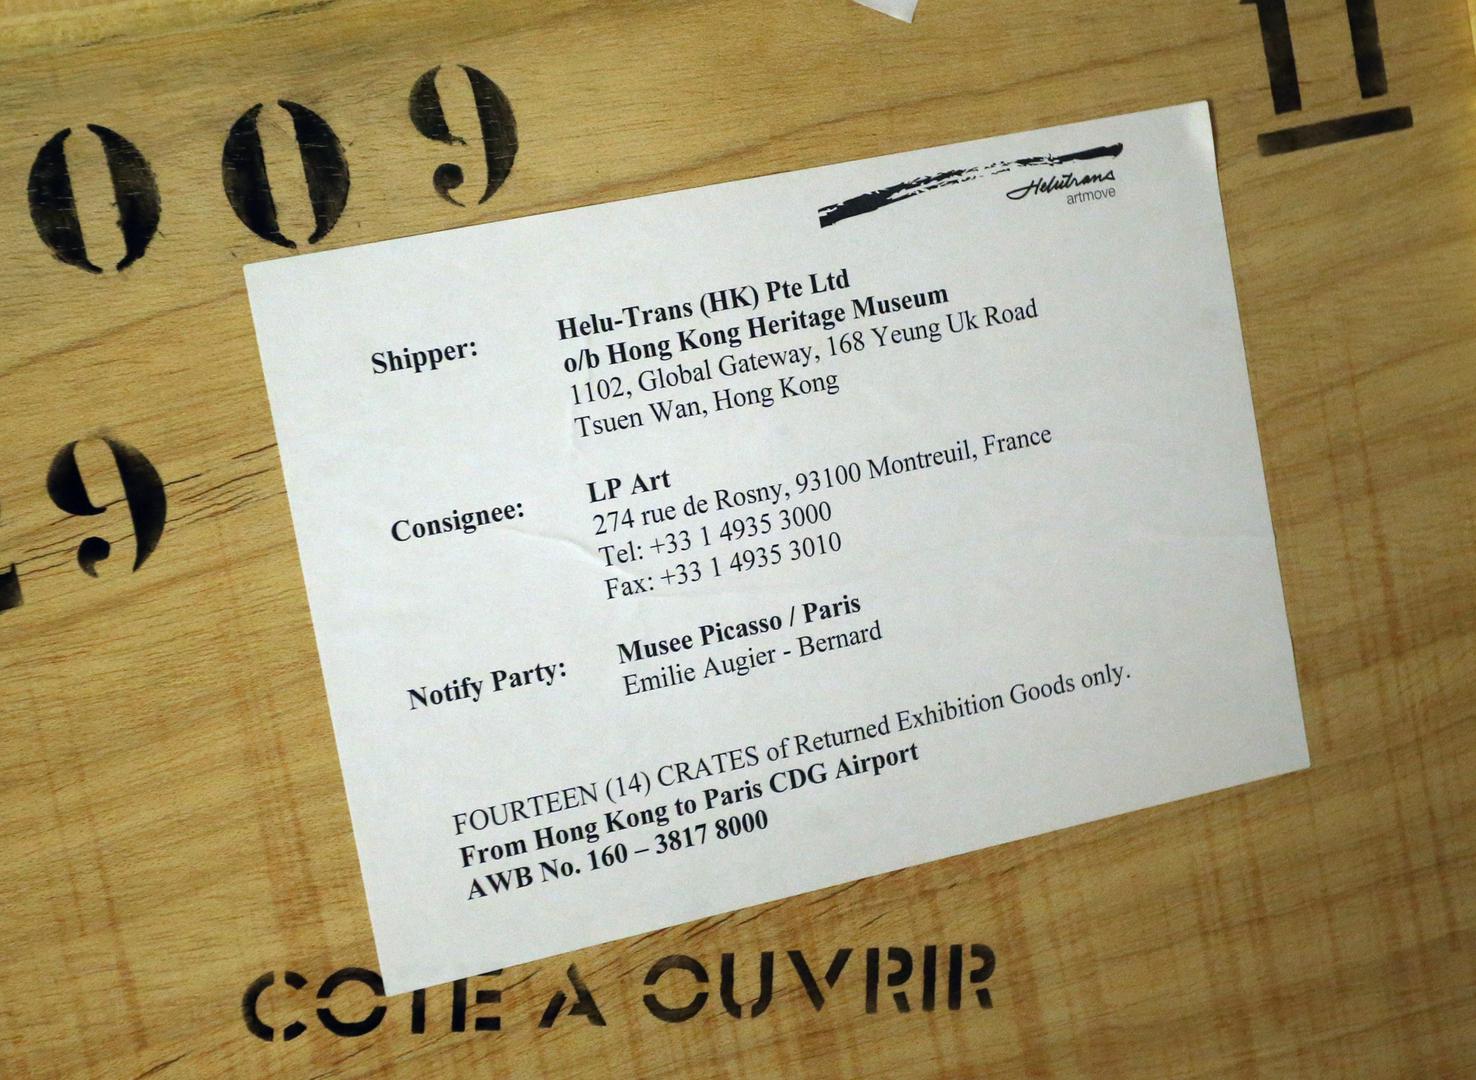 009
9
Helutrans
artmove
Shipper:
Helu-Trans (HK) Pte Ltd
o/b Hong Kong Heritage Museum
1102, Global Gateway, 168 Yeung Uk Road
Tsuen Wan, Hong Kong
Consignee:
LP Art
274 rue de Rosny, 93100 Montreuil, France
Tel: +33 1 4935 3000
Fax: +33 1 4935 3010
Notify Party:
Musee Picasso / Paris
Emilie Augier - Bernard
FOURTEEN (14) CRATES of Returned Exhibition Goods only.
From Hong Kong to Paris CDG Airport
AWB No. 160 – 3817 8000
COTE A OUVRIR